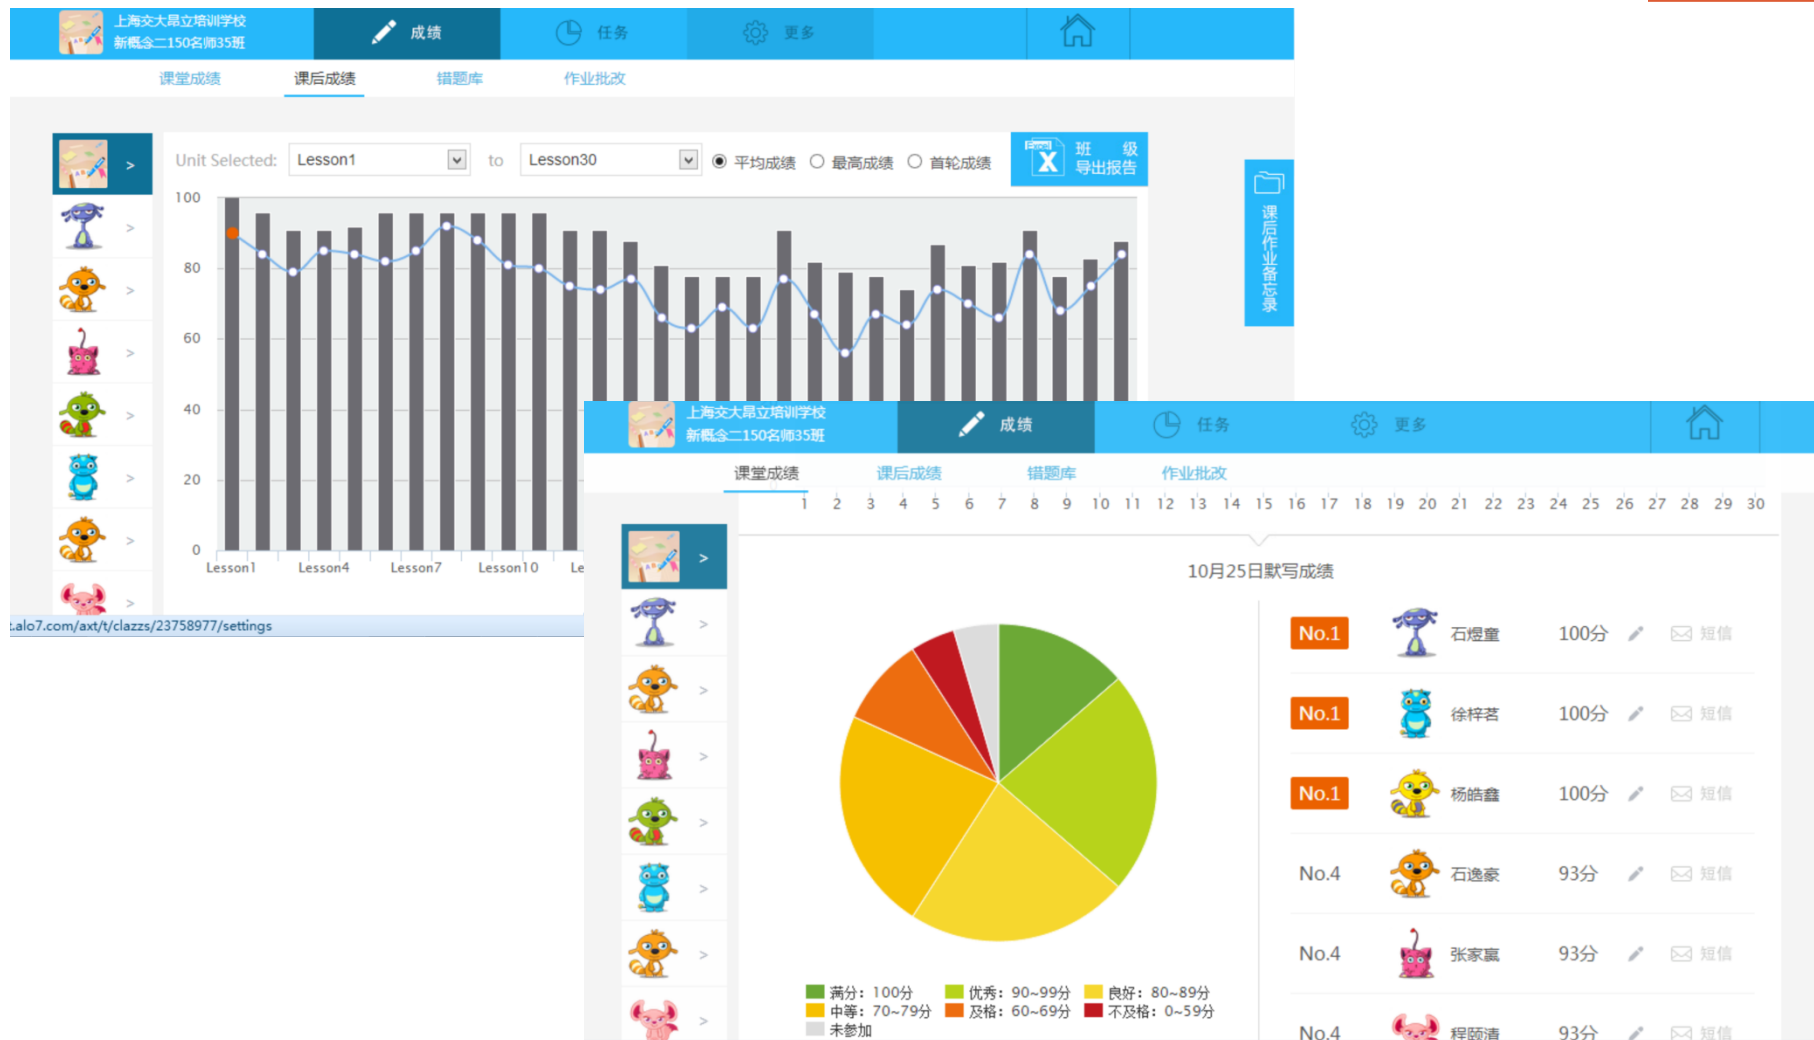 上海交大昂立培训学校
新概念二150名师35班
成绩
任务
更多
课堂成绩
课后成绩
错题库
作业批改
>
Unit Selected:
Lesson1
to
Lesson30
平均成绩
最高成绩
首轮成绩
Excel
X
班 级
导出报告
课后作业备忘录
100
80
60
40
20
0
Lesson1
Lesson4
Lesson7
Lesson10
Le
>
>
>
>
>
>
>
t.alo7.com/axt/t/clazzs/23758977/settings
上海交大昂立培训学校
新概念二150名师35班
成绩
任务
更多
课堂成绩
课后成绩
错题库
作业批改
1 2 3 4 5 6 7 8 9 10 11 12 13 14 15 16 17 18 19 20 21 22 23 24 25 26 27 28 29 30
>
>
>
>
>
>
>
>
10月25日默写成绩
满分：100分
优秀：90~99分
良好：80~89分
中等：70~79分
及格：60~69分
不及格：0~59分
未参加
No.1 石煜童 100分 短信
No.1 徐梓茗 100分 短信
No.1 杨皓鑫 100分 短信
No.4 石逸豪 93分 短信
No.4 张家赢 93分 短信
No.4 程颐清 93分 短信